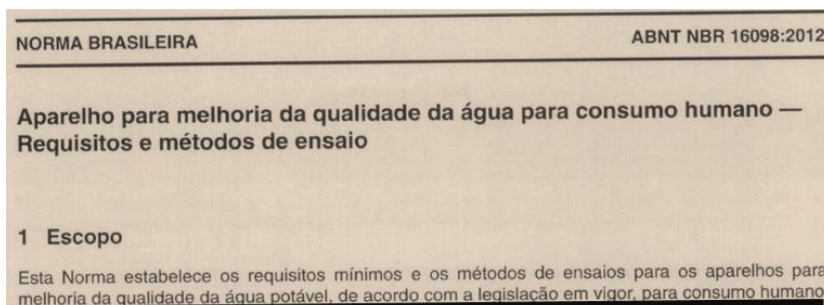 NORMA BRASILEIRA
ABNT NBR 16098:2012
Aparelho para melhoria da qualidade da água para consumo humano —
Requisitos e métodos de ensaio
1 Escopo
Esta Norma estabelece os requisitos mínimos e os métodos de ensaios para os aparelhos para
melhoria da qualidade da água potável, de acordo com a legislação em vigor, para consumo humano